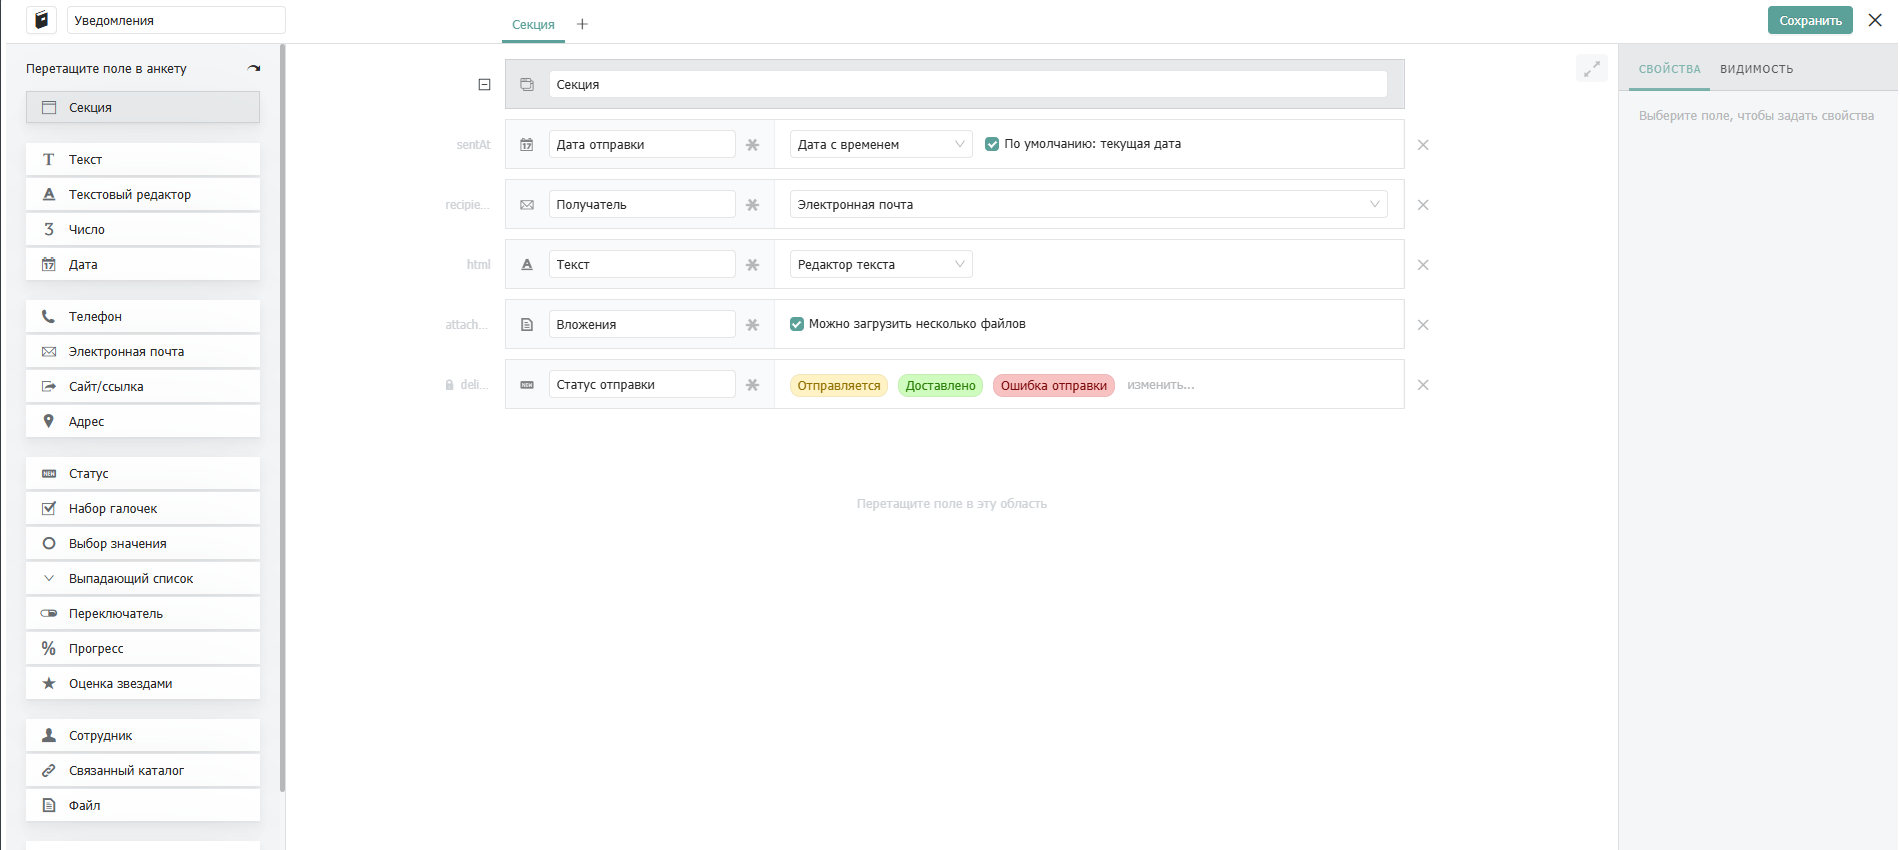 Уведомления
Секция
Сохранить
Перетащите поле в анкету
Секция
Текст
Текстовый редактор
Число
Дата
Телефон
Электронная почта
Сайт/ссылка
Адрес
Статус
Набор галочек
Выбор значения
Выпадающий список
Переключатель
Прогресс
Оценка звездами
Сотрудник
Связанный каталог
Файл
Секция
sentAt
Дата отправки
Дата с временем
По умолчанию: текущая дата
recipie...
Получатель
Электронная почта
html
Текст
Редактор текста
attach...
Вложения
Можно загрузить несколько файлов
deli...
Статус отправки
Отправляется
Доставлено
Ошибка отправки
изменить...
Перетащите поле в эту область
СВОЙСТВА
ВИДИМОСТЬ
Выберите поле, чтобы задать свойства